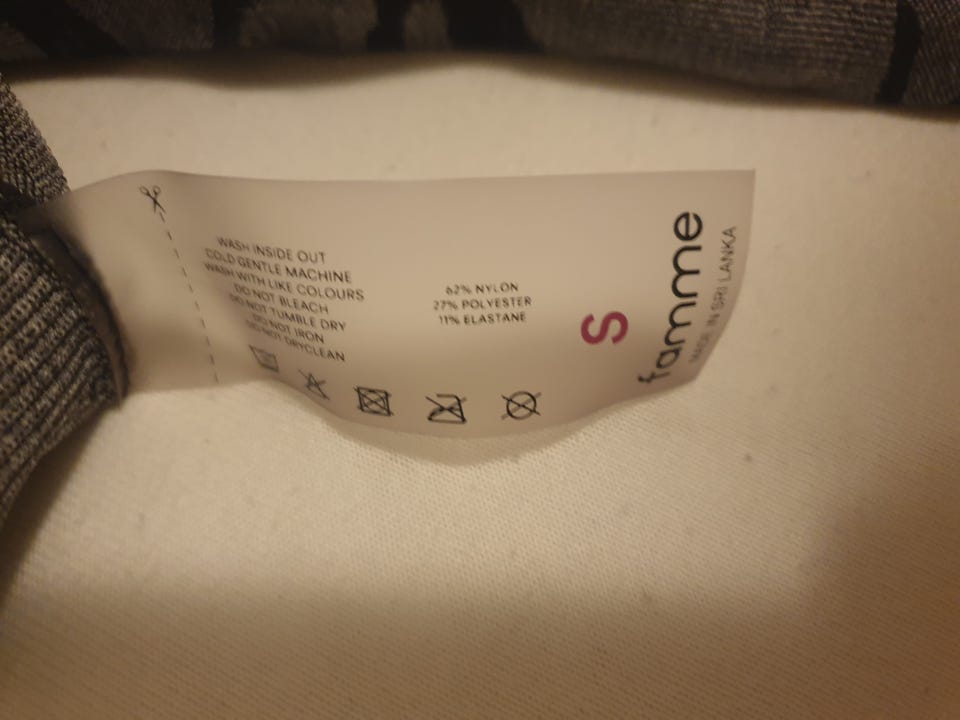 WASH INSIDE OUT
COLD GENTLE MACHINE
WASH WITH LIKE COLOURS
DO NOT BLEACH
DO NOT TUMBLE DRY
DO NOT IRON
DO NOT DRYCLEAN
62% NYLON
27% POLYESTER
11% ELASTANE
S
famme
MADE IN SRI LANKA